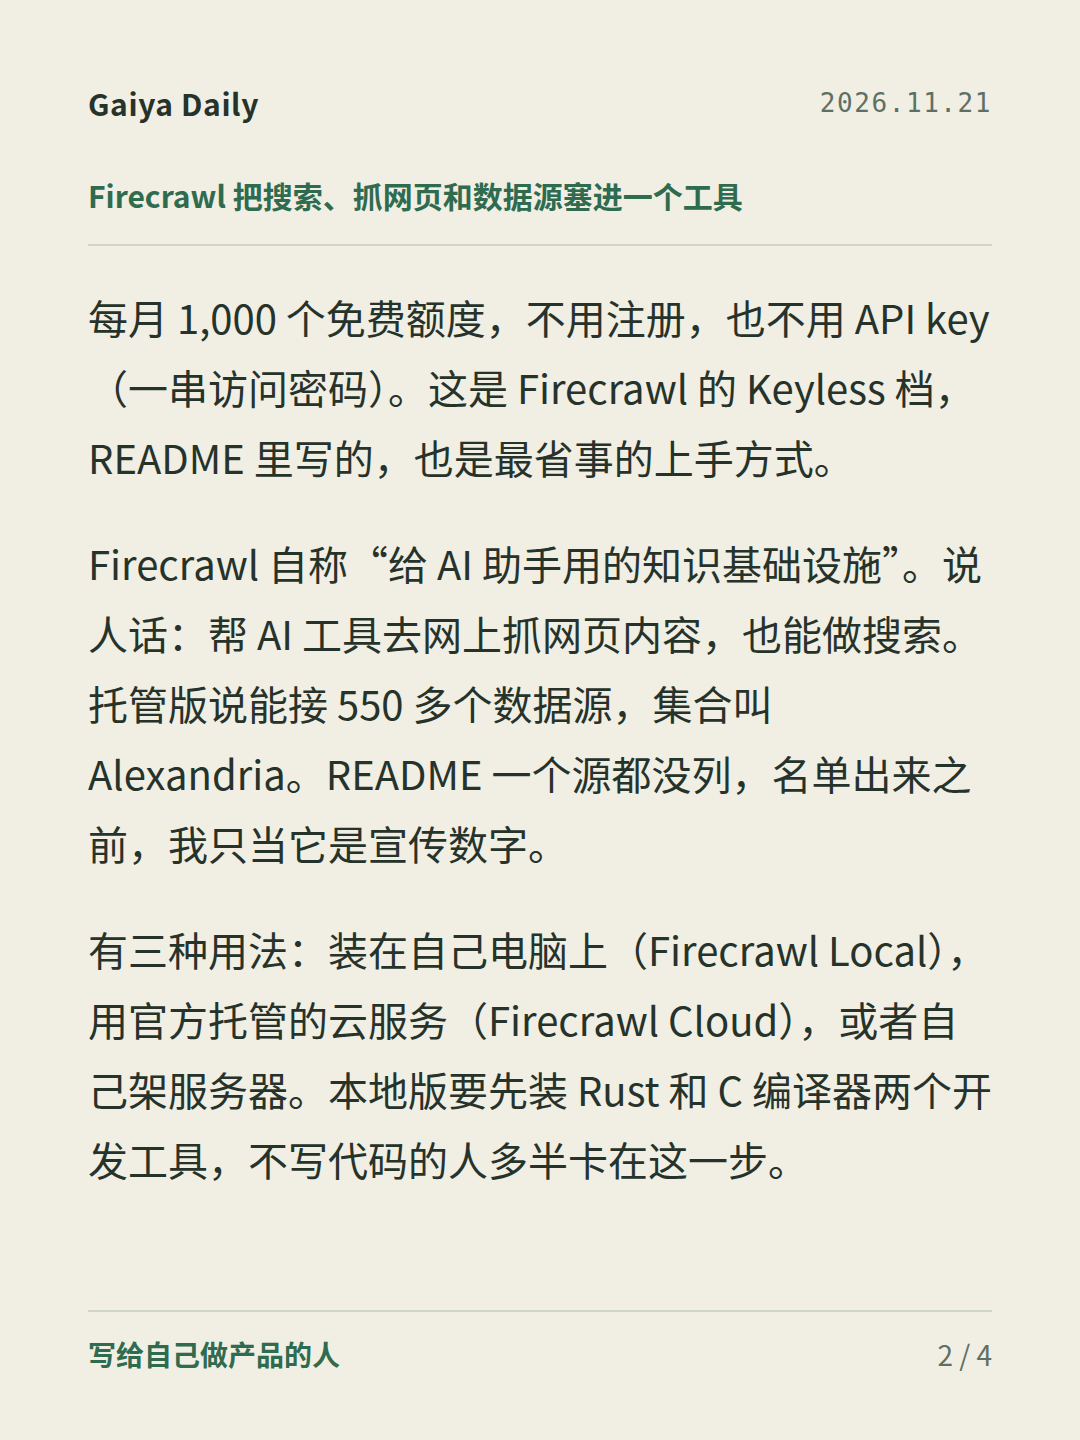 Gaiya Daily
2026.11.21
Firecrawl 把搜索、抓网页和数据源塞进一个工具
每月 1,000 个免费额度，不用注册，也不用 API key
（一串访问密码）。这是 Firecrawl 的 Keyless 档，
README 里写的，也是最省事的上手方式。
Firecrawl 自称“给 AI 助手用的知识基础设施”。说
人话：帮 AI 工具去网上抓网页内容，也能做搜索。
托管版说能接 550 多个数据源，集合叫
Alexandria。README 一个源都没列，名单出来之
前，我只当它是宣传数字。
有三种用法：装在自己电脑上（Firecrawl Local），
用官方托管的云服务（Firecrawl Cloud），或者自
己架服务器。本地版要先装 Rust 和 C 编译器两个开
发工具，不写代码的人多半卡在这一步。
写给自己做产品的人
2 / 4